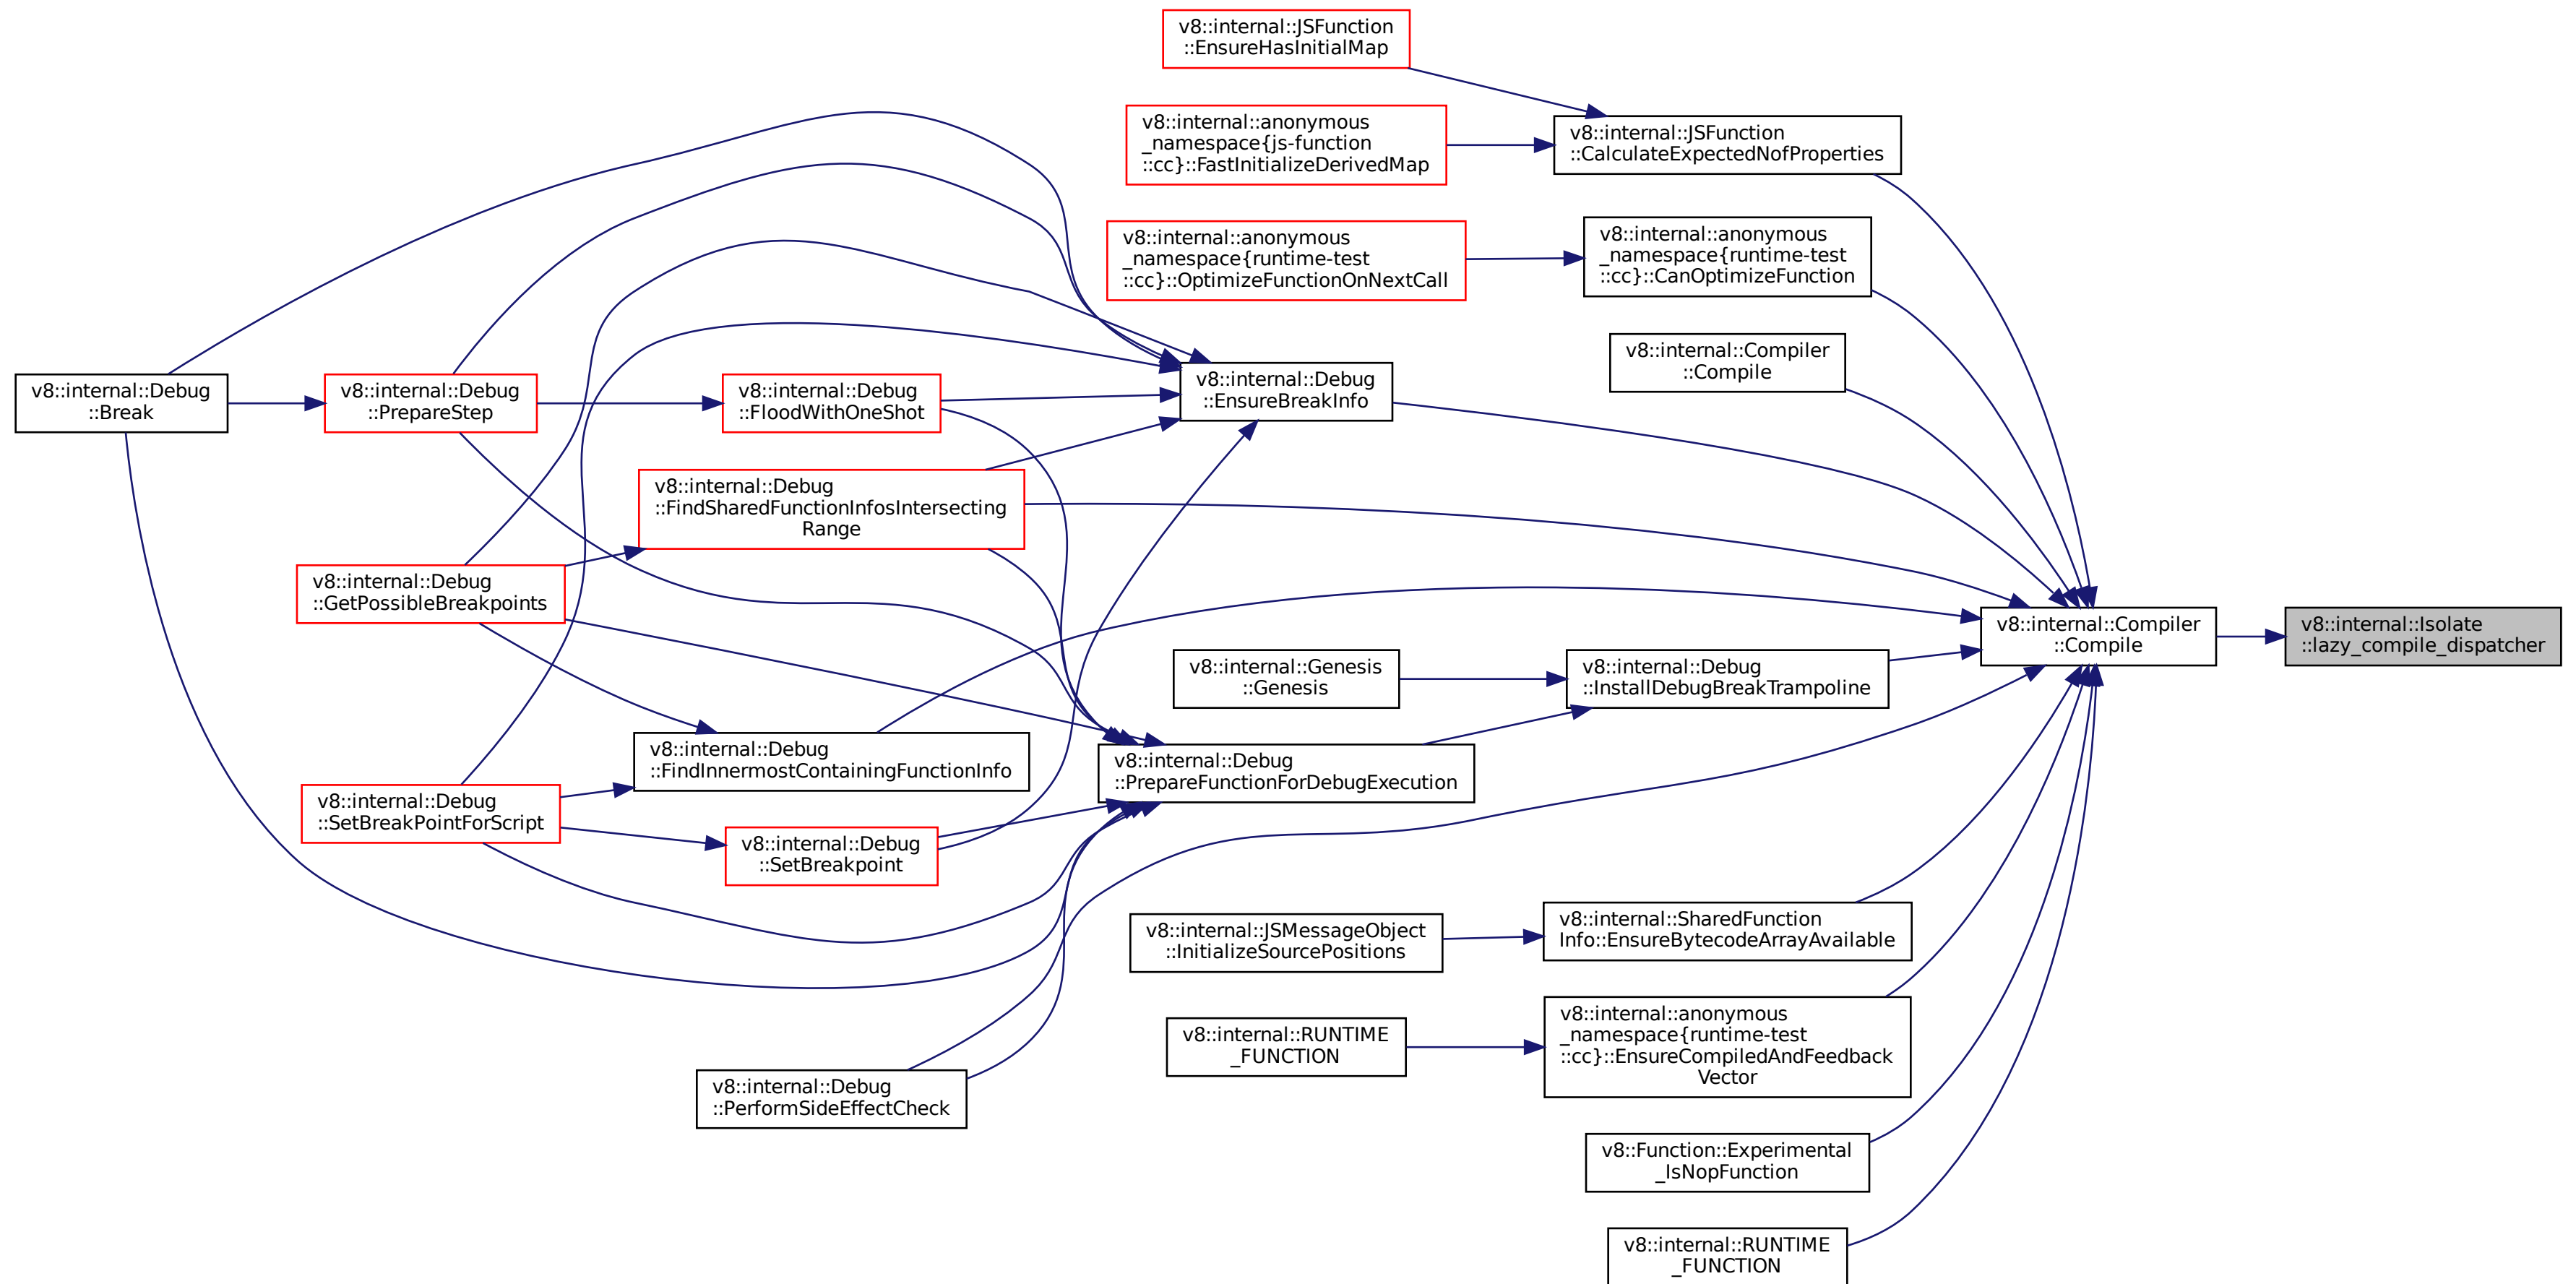 v8::internal::JSFunction
::EnsureHasInitialMap
v8::internal::anonymous
_namespace{js-function
::cc}::FastInitializeDerivedMap
v8::internal::JSFunction
::CalculateExpectedNofProperties
v8::internal::anonymous
_namespace{runtime-test
::cc}::OptimizeFunctionOnNextCall
v8::internal::anonymous
_namespace{runtime-test
::cc}::CanOptimizeFunction
v8::internal::Compiler
::Compile
v8::internal::Debug
::Break
v8::internal::Debug
::PrepareStep
v8::internal::Debug
::FloodWithOneShot
v8::internal::Debug
::EnsureBreakInfo
v8::internal::Debug
::FindSharedFunctionInfosIntersecting
Range
v8::internal::Debug
::GetPossibleBreakpoints
v8::internal::Compiler
::Compile
v8::internal::Isolate
::lazy_compile_dispatcher
v8::internal::Genesis
::Genesis
v8::internal::Debug
::InstallDebugBreakTrampoline
v8::internal::Debug
::FindInnermostContainingFunctionInfo
v8::internal::Debug
::PrepareFunctionForDebugExecution
v8::internal::Debug
::SetBreakPointForScript
v8::internal::Debug
::SetBreakpoint
v8::internal::JSMessageObject
::InitializeSourcePositions
v8::internal::SharedFunction
Info::EnsureBytecodeArrayAvailable
v8::internal::RUNTIME
_FUNCTION
v8::internal::anonymous
_namespace{runtime-test
::cc}::EnsureCompiledAndFeedback
Vector
v8::internal::Debug
::PerformSideEffectCheck
v8::Function::Experimental
_IsNopFunction
v8::internal::RUNTIME
_FUNCTION